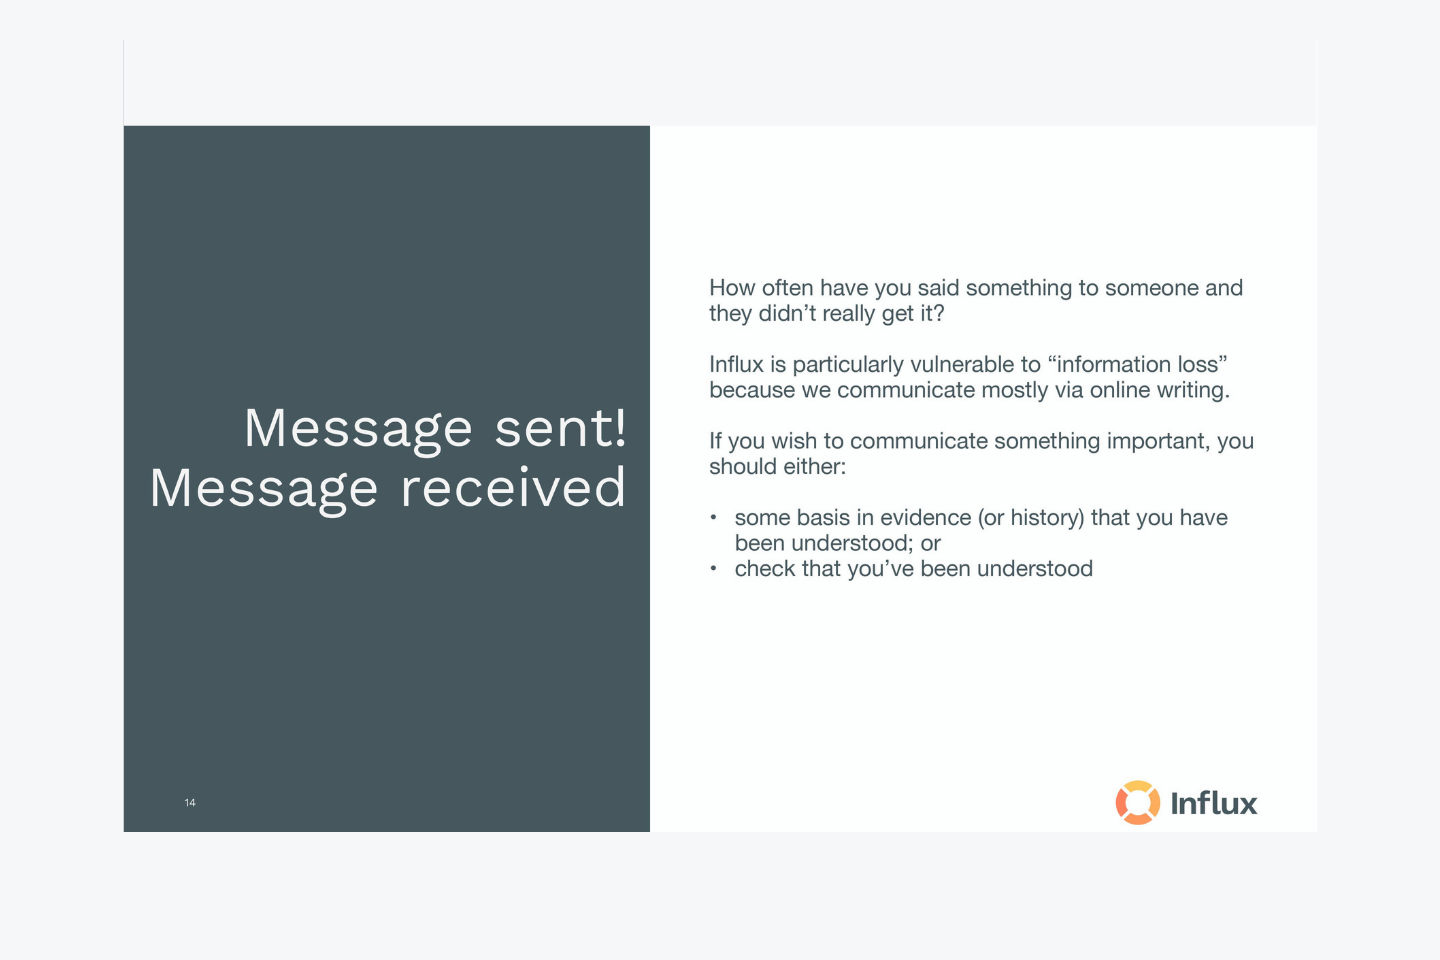 Message sent!
Message received
How often have you said something to someone and
they didn’t really get it?
Influx is particularly vulnerable to “information loss”
because we communicate mostly via online writing.
If you wish to communicate something important, you
should either:
• some basis in evidence (or history) that you have
been understood; or
• check that you’ve been understood
14
Influx